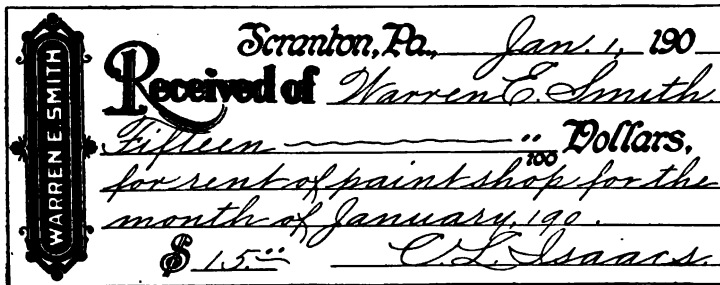 WARREN E. SMITH
Scranton, Pa., Jan. 1, 190
Received of Warren E. Smith.
Fifteen ../100 Dollars,
for rent of paint shop for the
month of January, 190.
$ 15.00 C. L. Isaacs.